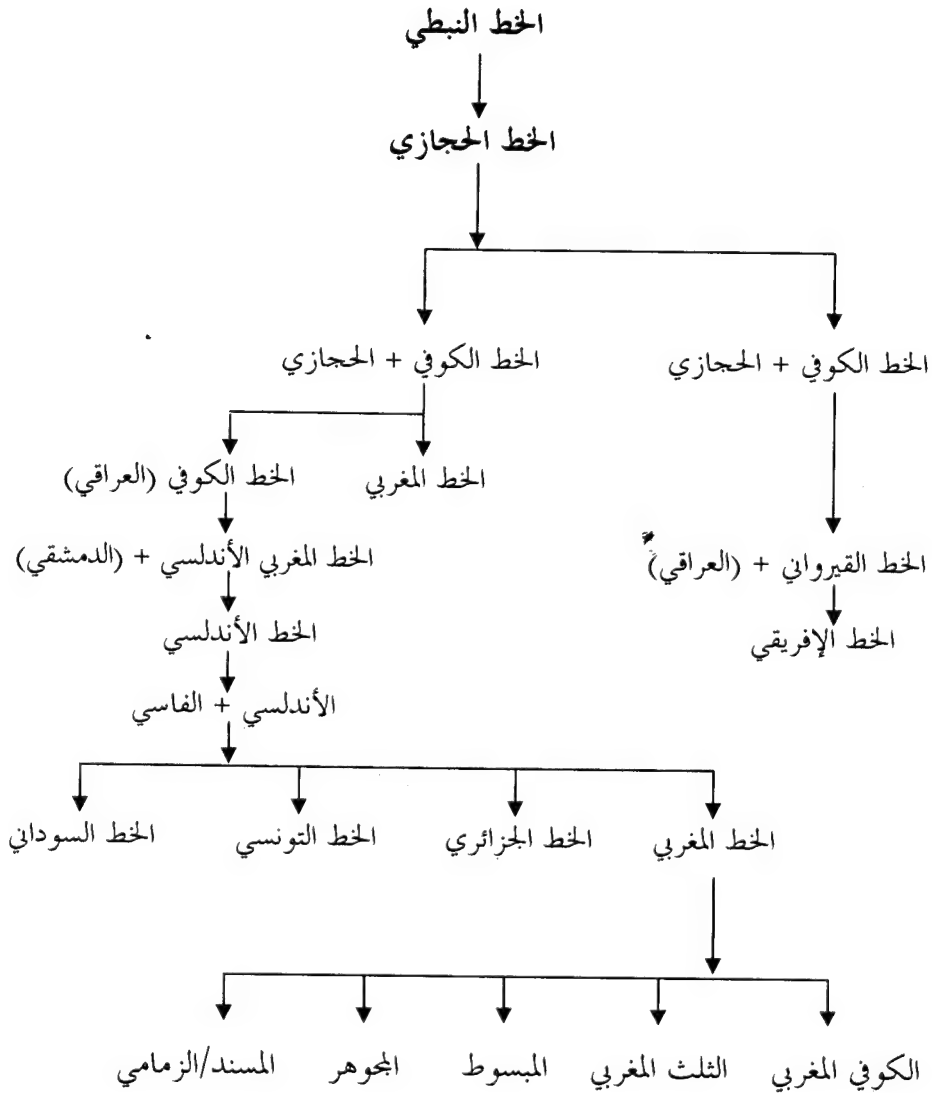 الخط النبطي
الخط الحجازي
الخط الكوفي + الحجازي
الخط الكوفي + الحجازي
الخط المغربي
الخط الكوفي (العراقي)
الخط القيرواني + (العراقي)
الخط المغربي الأندلسي + (الدمشقي)
الخط الإفريقي
الخط الأندلسي
الأندلسي + الفاسي
الخط المغربي
الخط الجزائري
الخط التونسي
الخط السوداني
الكوفي المغربي
الثلث المغربي
المبسوط
المجوهر
المسند/الزمامي